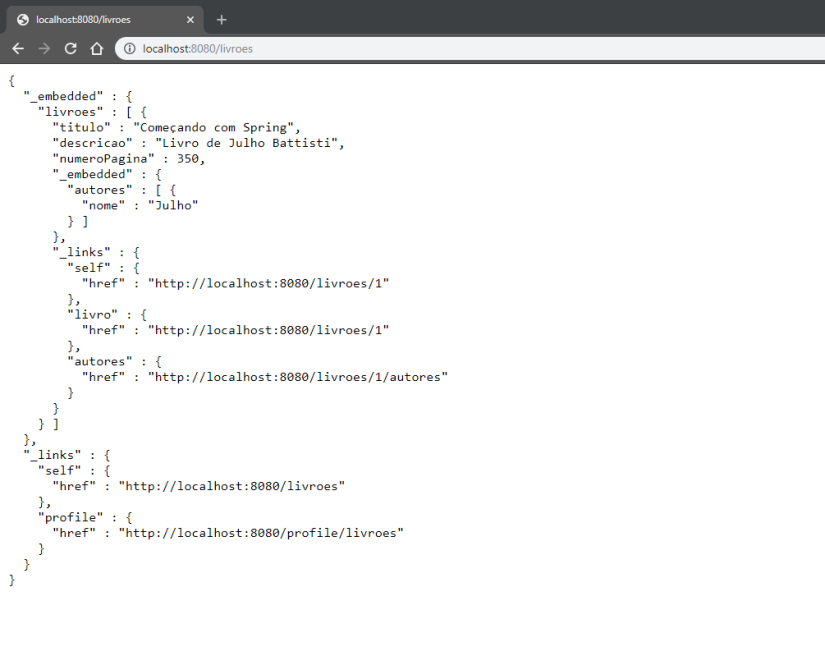 localhost:8080/livroes
localhost:8080/livroes
{
  "_embedded" : {
    "livroes" : [ {
      "titulo" : "Começando com Spring",
      "descricao" : "Livro de Julho Battisti",
      "numeroPagina" : 350,
      "_embedded" : {
        "autores" : [ {
          "nome" : "Julho"
        } ]
      },
      "_links" : {
        "self" : {
          "href" : "http://localhost:8080/livroes/1"
        },
        "livro" : {
          "href" : "http://localhost:8080/livroes/1"
        },
        "autores" : {
          "href" : "http://localhost:8080/livroes/1/autores"
        }
      }
    } ]
  },
  "_links" : {
    "self" : {
      "href" : "http://localhost:8080/livroes"
    },
    "profile" : {
      "href" : "http://localhost:8080/profile/livroes"
    }
  }
}